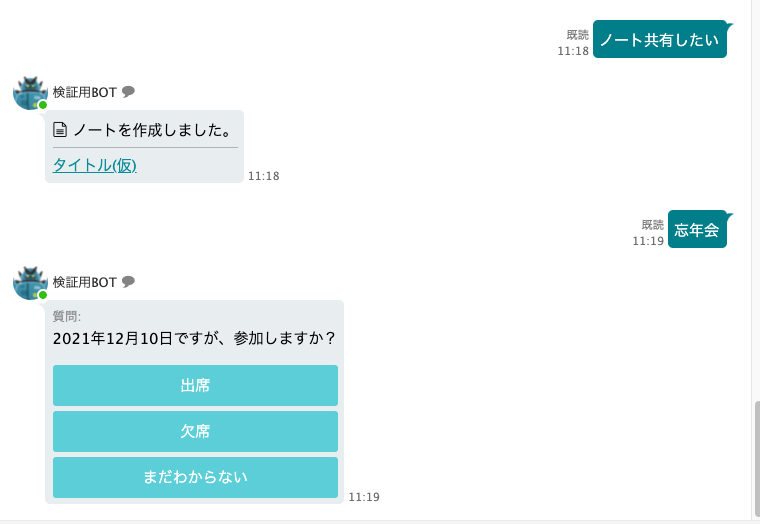 既読
11:18
ノート共有したい
検証用BOT
ノートを作成しました。
タイトル(仮)
11:18
既読
11:19
忘年会
検証用BOT
質問:
2021年12月10日ですが、参加しますか？
出席
欠席
まだわからない
11:19